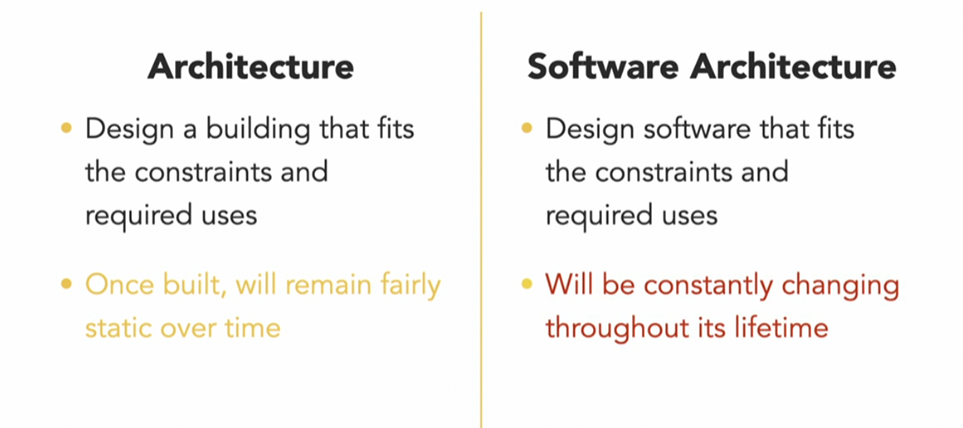 Architecture
• Design a building that fits
the constraints and
required uses
• Once built, will remain fairly
static over time
Software Architecture
• Design software that fits
the constraints and
required uses
• Will be constantly changing
throughout its lifetime